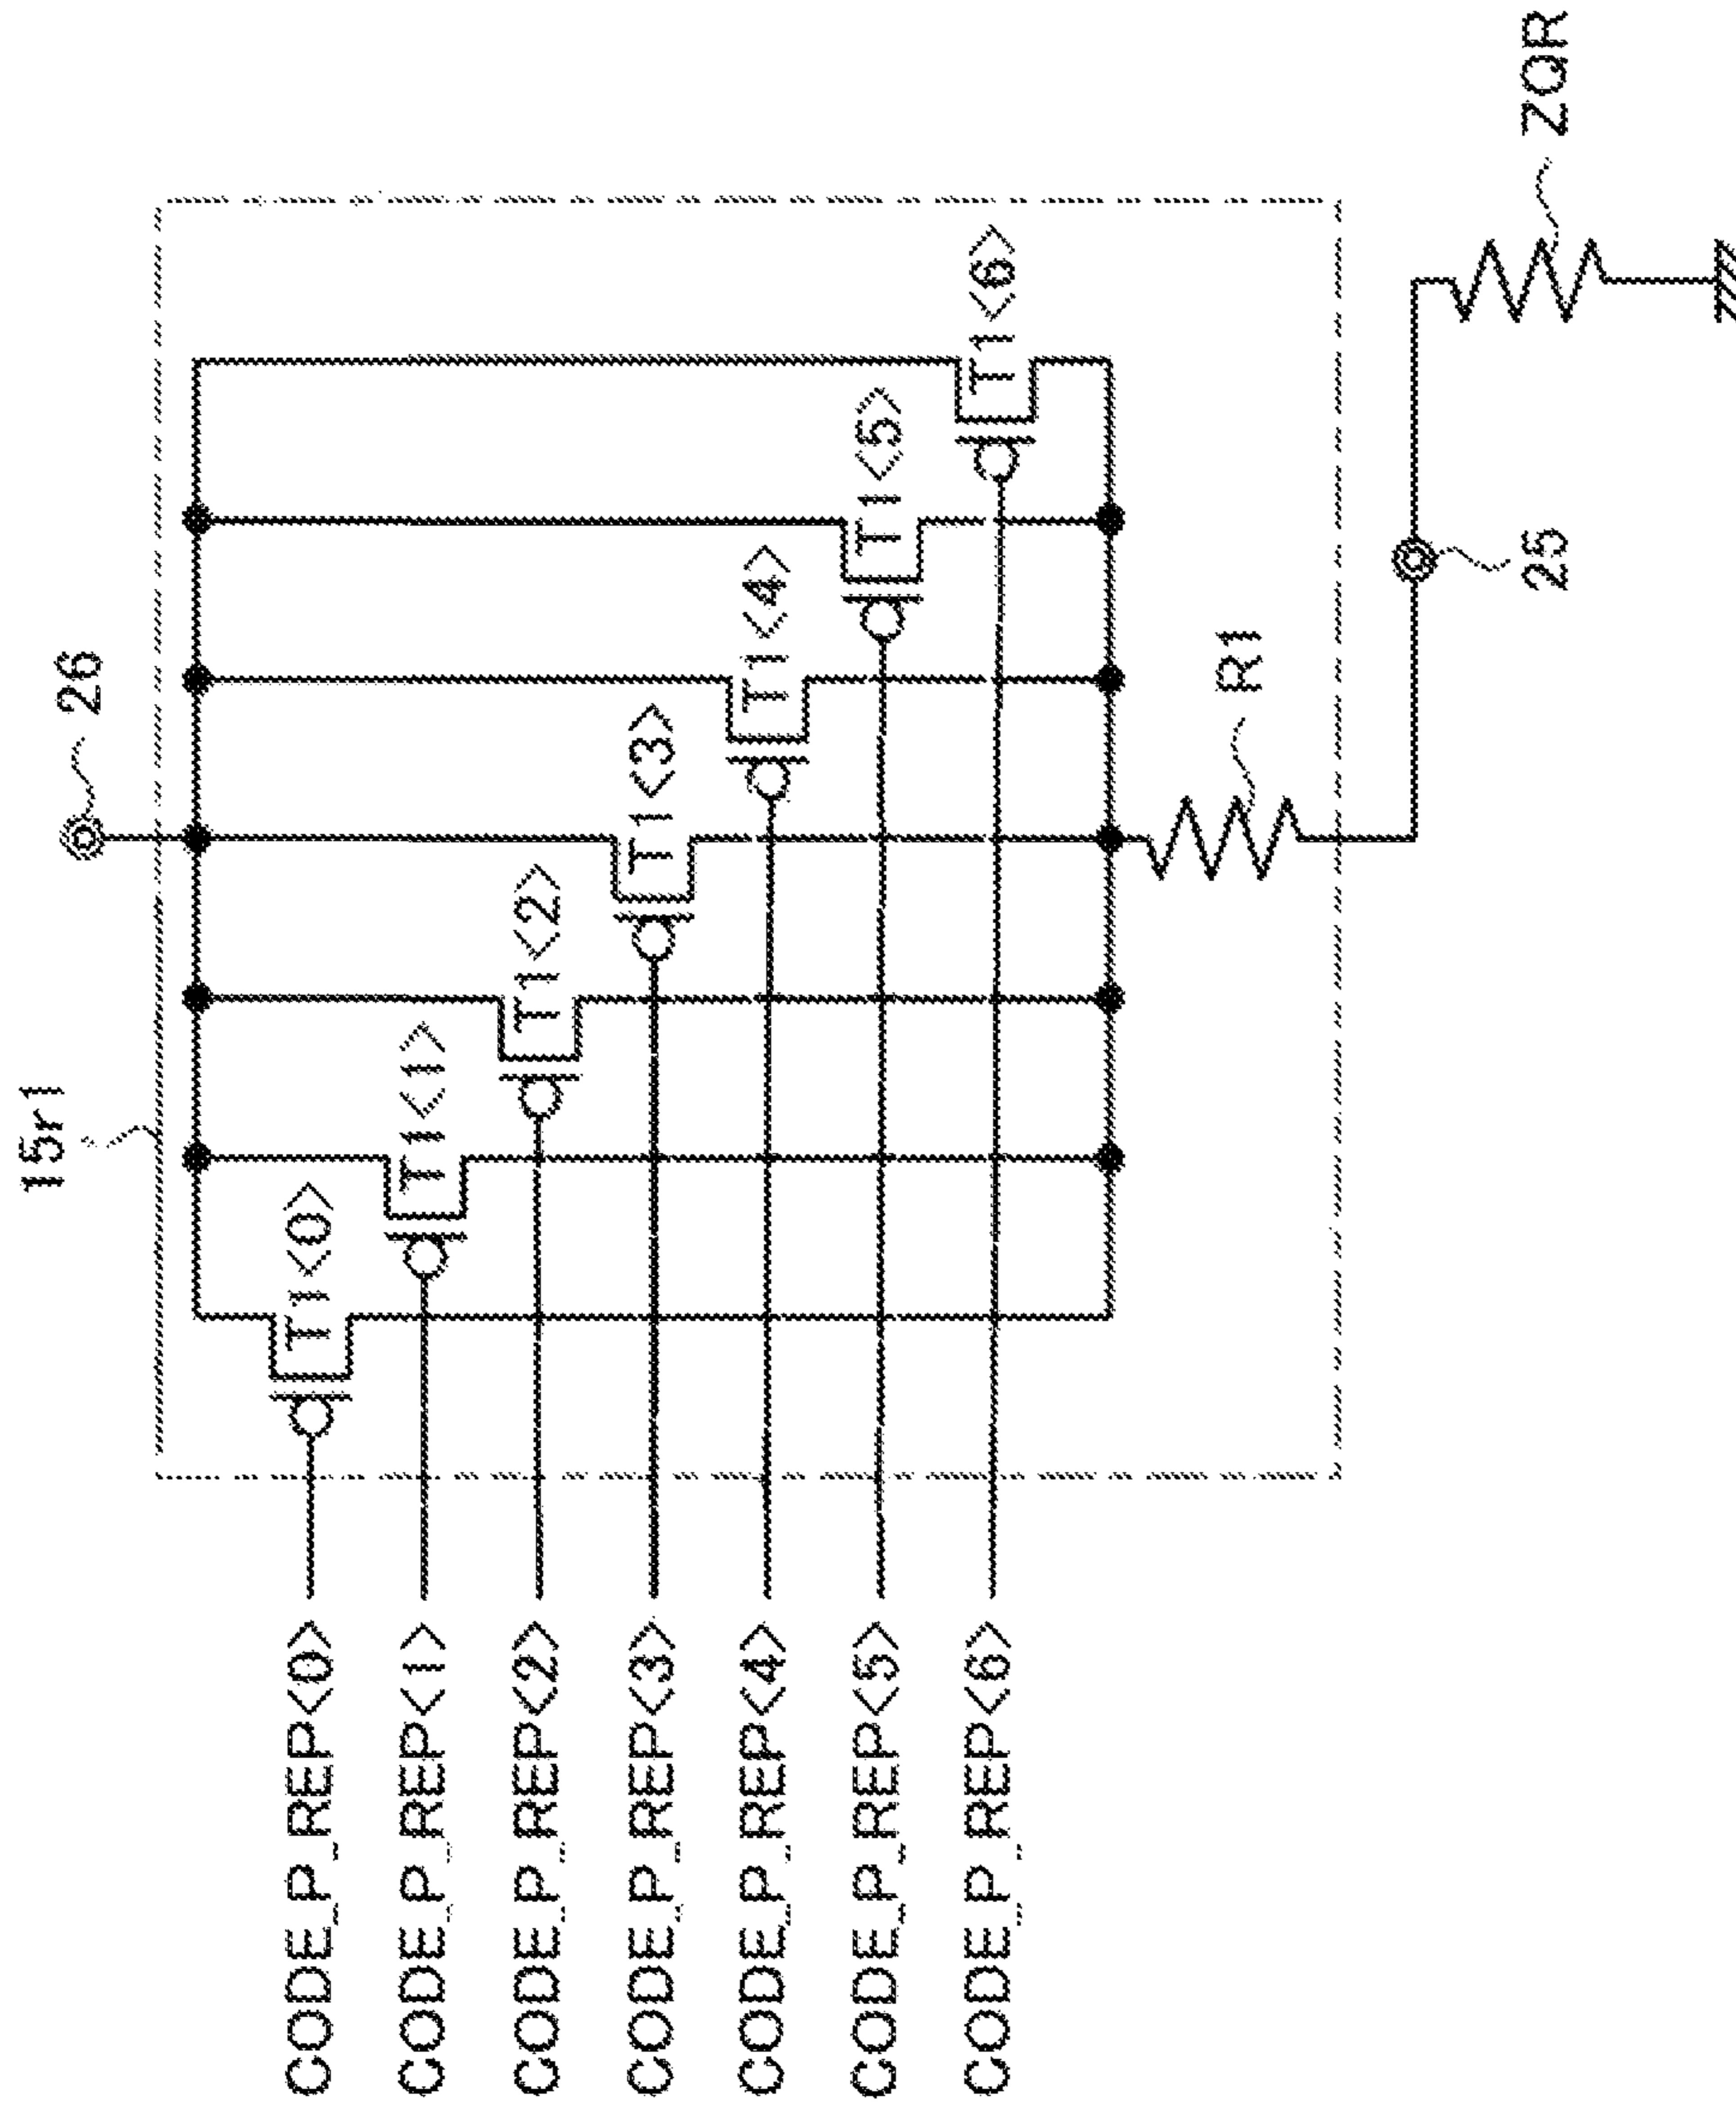 15r1
26
CODE_P_REP<0>
T1<0>
CODE_P_REP<1>
T1<1>
CODE_P_REP<2>
T1<2>
CODE_P_REP<3>
T1<3>
CODE_P_REP<4>
T1<4>
CODE_P_REP<5>
T1<5>
CODE_P_REP<6>
T1<6>
R1
25
ZQR